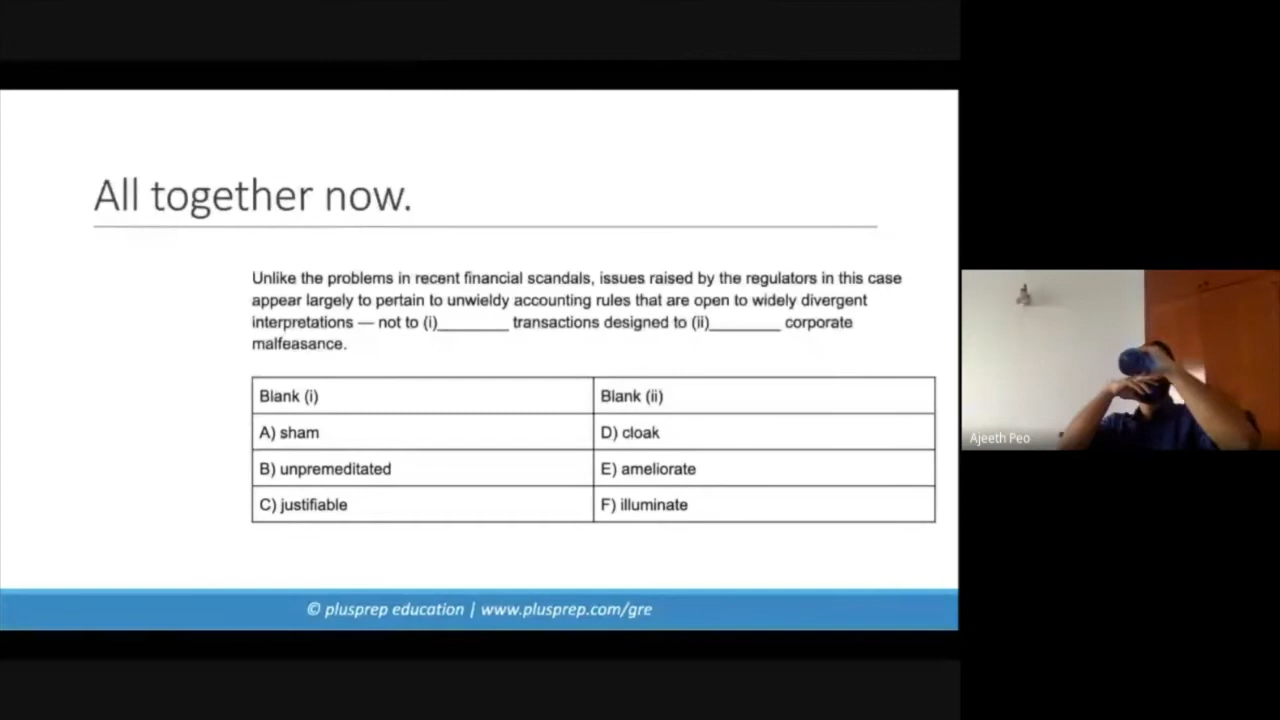 All together now.
Unlike the problems in recent financial scandals, issues raised by the regulators in this case
appear largely to pertain to unwieldy accounting rules that are open to widely divergent
interpretations — not to (i)________ transactions designed to (ii)________ corporate
malfeasance.
Blank (i) Blank (ii)
A) sham D) cloak
B) unpremeditated E) ameliorate
C) justifiable F) illuminate
© plusprep education | www.plusprep.com/gre
Ajeeth Peo